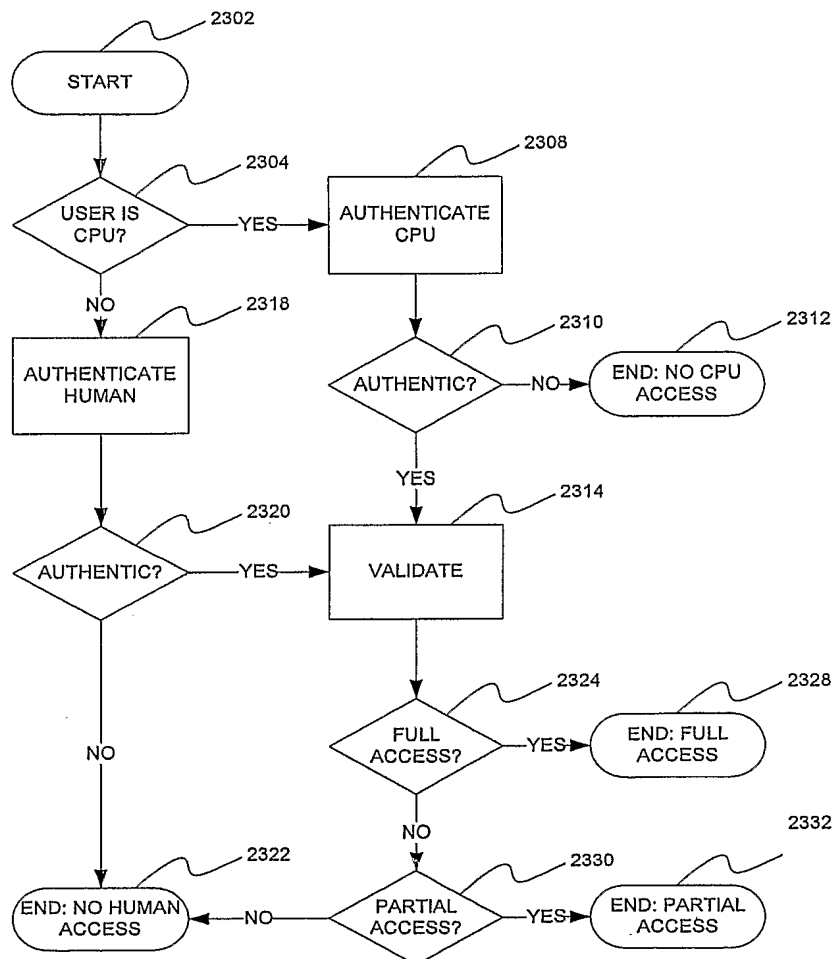 2302
START
2304
USER IS
CPU?
YES
2308
AUTHENTICATE
CPU
NO
2318
AUTHENTICATE
HUMAN
2310
AUTHENTIC?
NO
2312
END: NO CPU
ACCESS
YES
2320
AUTHENTIC?
YES
2314
VALIDATE
2324
FULL
ACCESS?
YES
2328
END: FULL
ACCESS
NO
NO
2322
END: NO HUMAN
ACCESS
NO
2330
PARTIAL
ACCESS?
YES
2332
END: PARTIAL
ACCESS